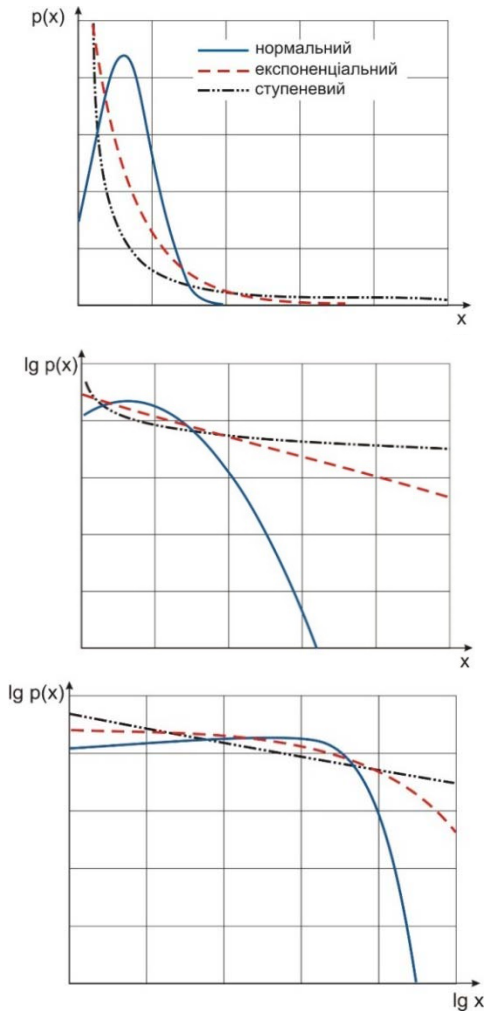 p(x)
нормальний
експоненціальний
ступеневий
x
lg p(x)
x
lg p(x)
lg x